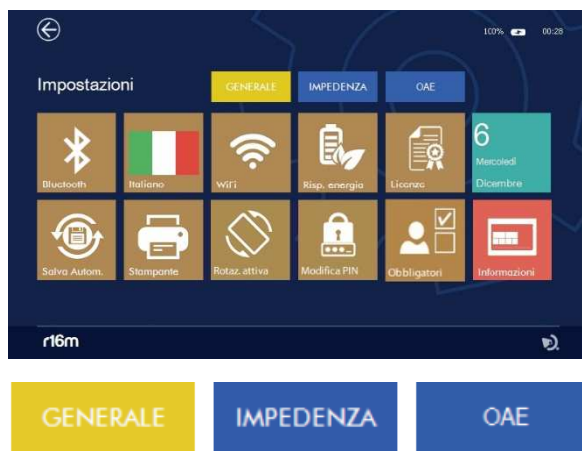 100% 00:28
Impostazioni GENERALE IMPEDENZA OAE
6
Mercoledì
Bluetooth Italiano WiFi Risp. energia Licenza Dicembre
Salva Autom. Stampante Rotaz. attiva Modifica PIN Obbligatori Informazioni
r16m
GENERALE IMPEDENZA OAE